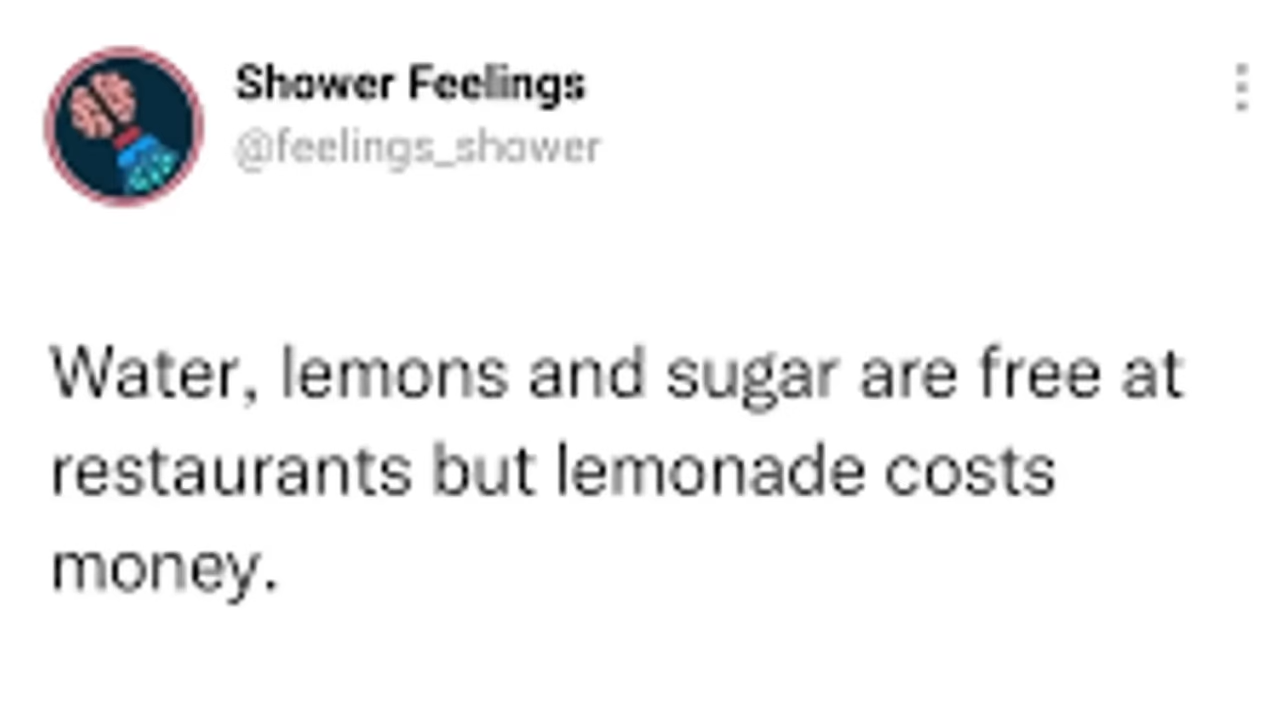 Shower Feelings
@feelings_shower
Water, lemons and sugar are free at
restaurants but lemonade costs
money.